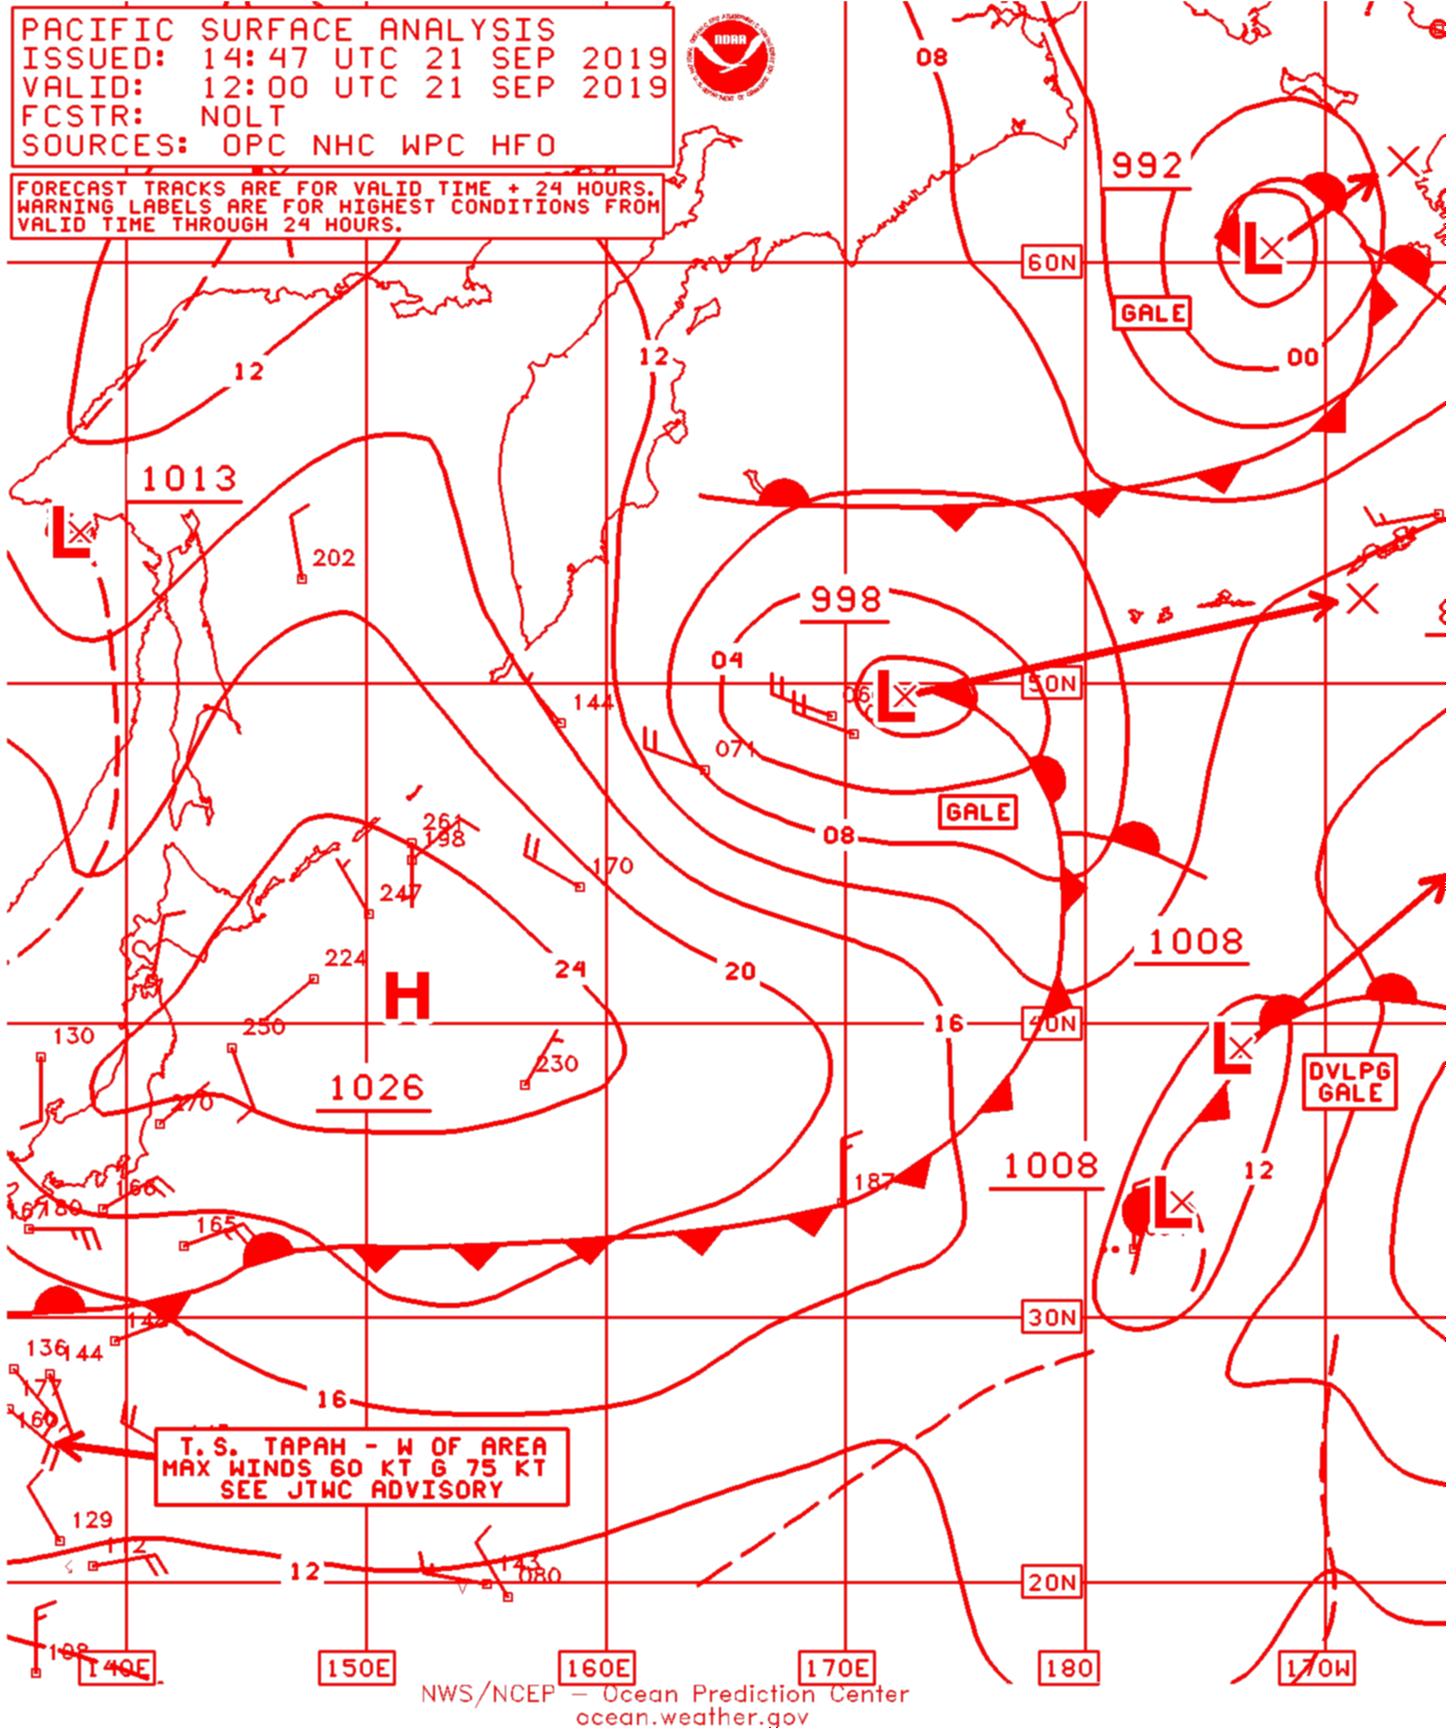 PACIFIC SURFACE ANALYSIS
ISSUED: 14:47 UTC 21 SEP 2019
VALID: 12:00 UTC 21 SEP 2019
FCSTR: NOLT
SOURCES: OPC NHC WPC HFO
NOAA
FORECAST TRACKS ARE FOR VALID TIME + 24 HOURS.
WARNING LABELS ARE FOR HIGHEST CONDITIONS FROM
VALID TIME THROUGH 24 HOURS.
08
992
L
60N
GALE
00
12
12
1013
L
202
998
04
L
50N
144
071
GALE
08
261
198
170
247
1008
224
24
H
20
250
16
40N
L
130
230
DVLPG
GALE
1026
270
1008
12
166
187
L
167
180
165
30N
144
136
144
177
160
16
T.S. TAPAH - W OF AREA
MAX WINDS 60 KT G 75 KT
SEE JTWC ADVISORY
129
112
12
143
080
20N
108
140E
150E
160E
170E
180
170W
NWS/NCEP – Ocean Prediction Center
ocean.weather.gov